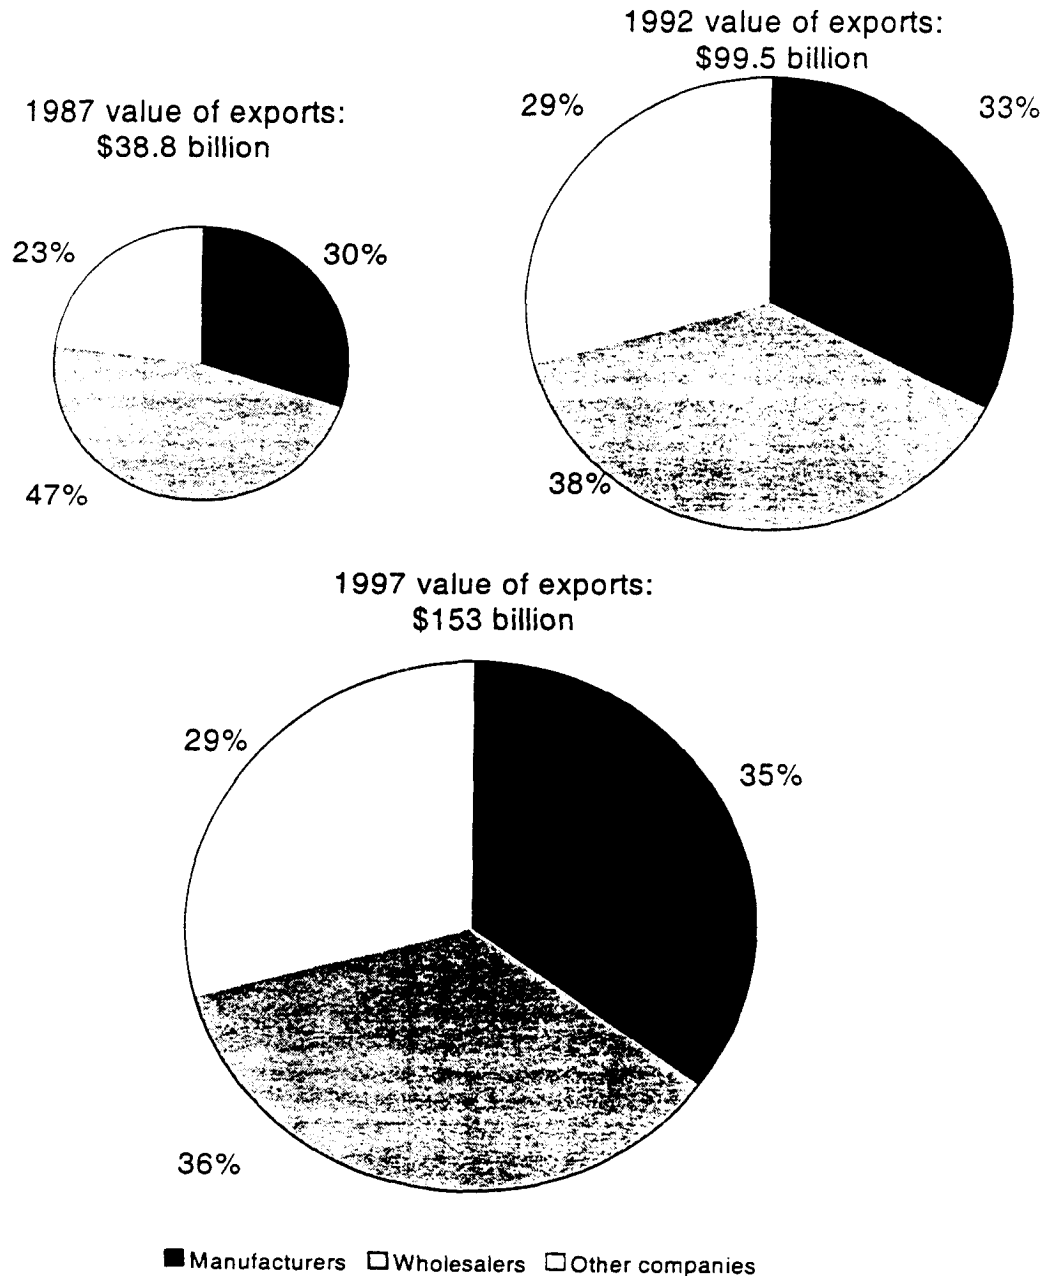 1992 value of exports:
$99.5 billion
29%
33%
1987 value of exports:
$38.8 billion
23%
30%
47%
38%
1997 value of exports:
$153 billion
29%
35%
36%
Manufacturers Wholesalers Other companies